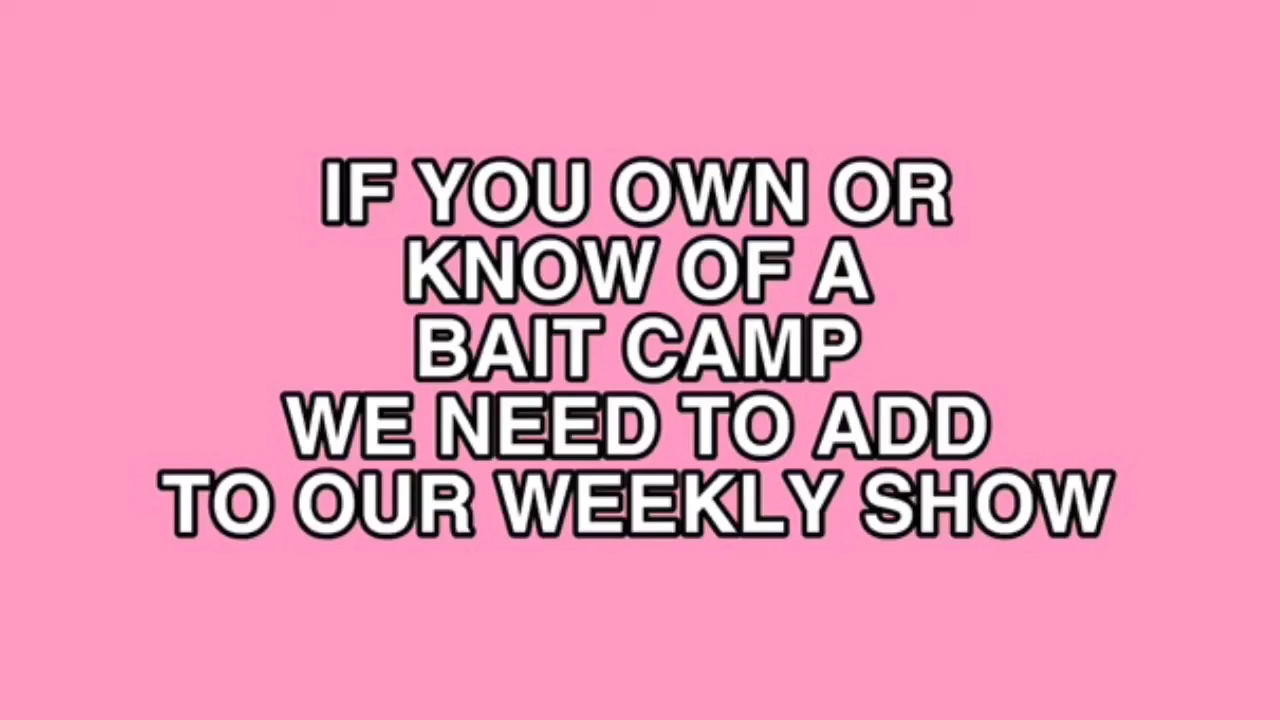 IF YOU OWN OR
KNOW OF A
BAIT CAMP
WE NEED TO ADD
TO OUR WEEKLY SHOW